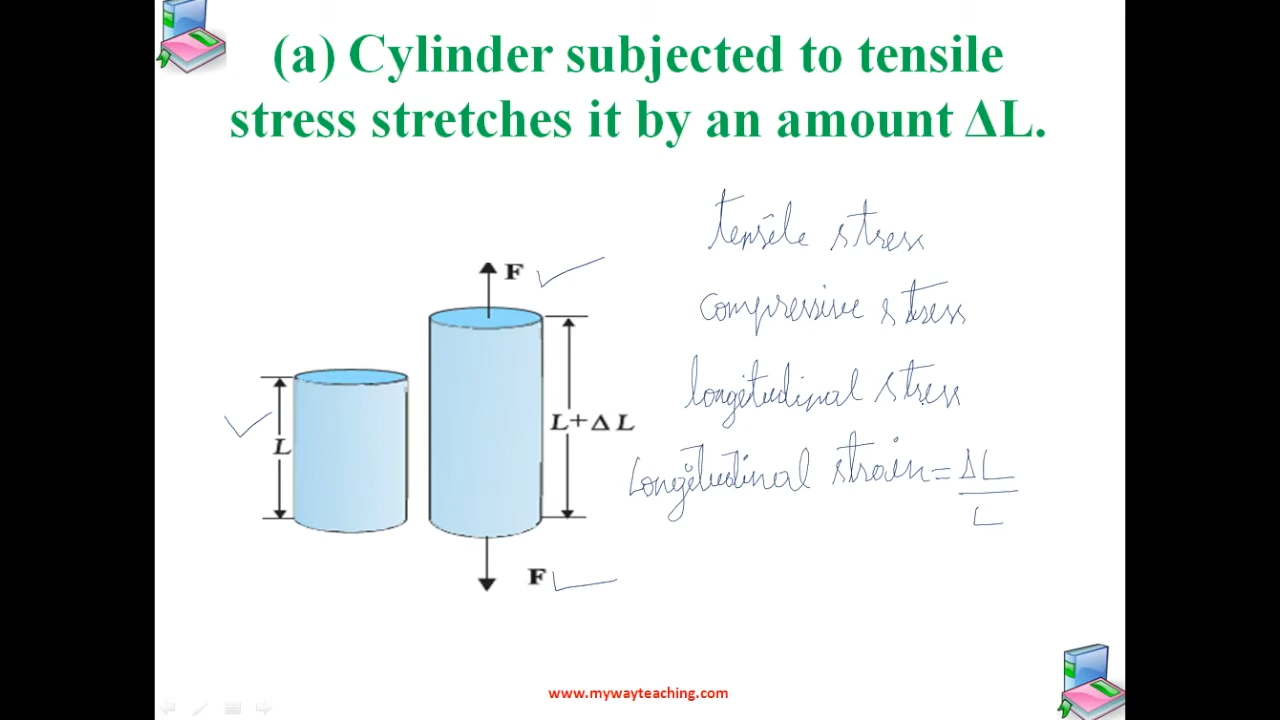 (a) Cylinder subjected to tensile
stress stretches it by an amount ΔL.
tensile stress
F
compressive stress
longitudinal stress
L
L+Δ L
Longitudinal strain = ΔL
L
F
www.mywayteaching.com